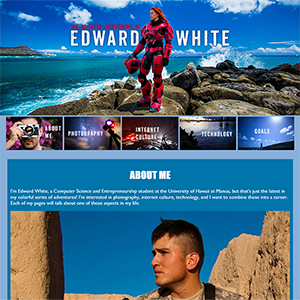 EDWARD WHITE
ABOUT
ME
PHOTOGRAPHY
INTERNET
CULTURE
TECHNOLOGY
GOALS
ABOUT ME
I'm Edward White, a Computer Science and Entrepreneurship student at the University of Hawaii at Manoa, but that's just the latest in
my colorful series of adventures! I'm interested in photography, internet culture, technology, and I want to combine those into a career.
Each of my pages will talk about one of those aspects in my life.